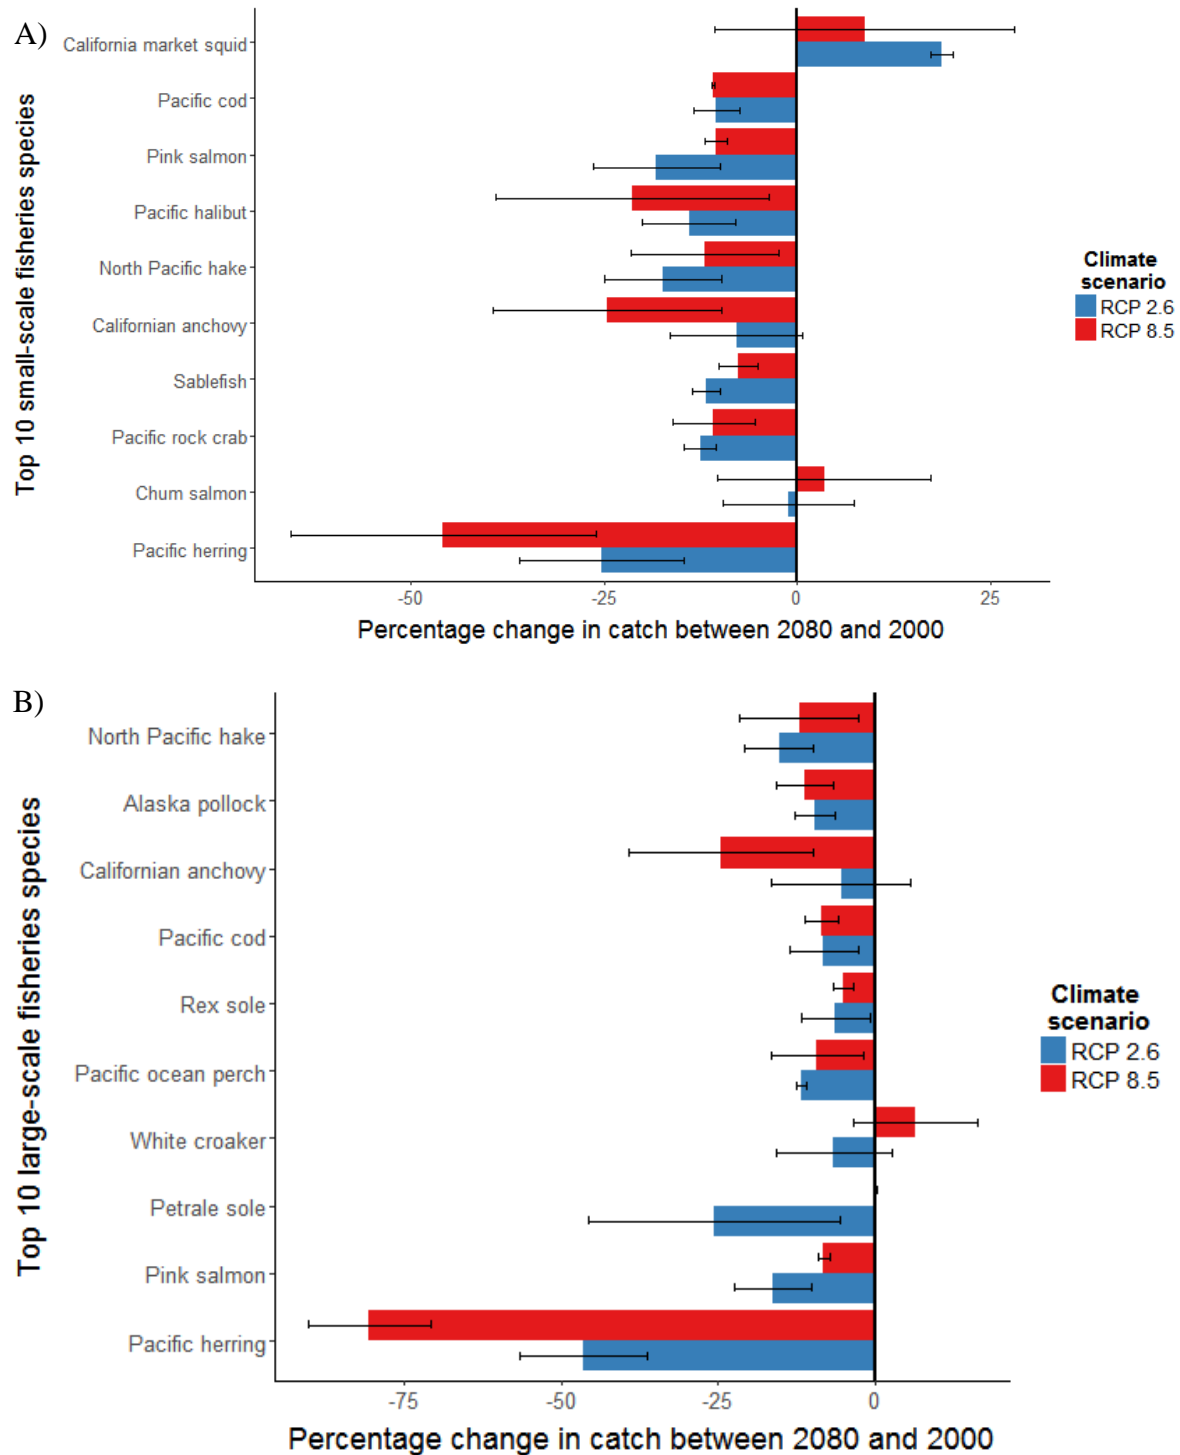 A)
Top 10 small-scale fisheries species
California market squid
Pacific cod
Pink salmon
Pacific halibut
North Pacific hake
Californian anchovy
Sablefish
Pacific rock crab
Chum salmon
Pacific herring
-50
-25
0
25
Percentage change in catch between 2080 and 2000
Climate
scenario
RCP 2.6
RCP 8.5
B)
Top 10 large-scale fisheries species
North Pacific hake
Alaska pollock
Californian anchovy
Pacific cod
Rex sole
Pacific ocean perch
White croaker
Petrale sole
Pink salmon
Pacific herring
-75
-50
-25
0
Percentage change in catch between 2080 and 2000
Climate
scenario
RCP 2.6
RCP 8.5